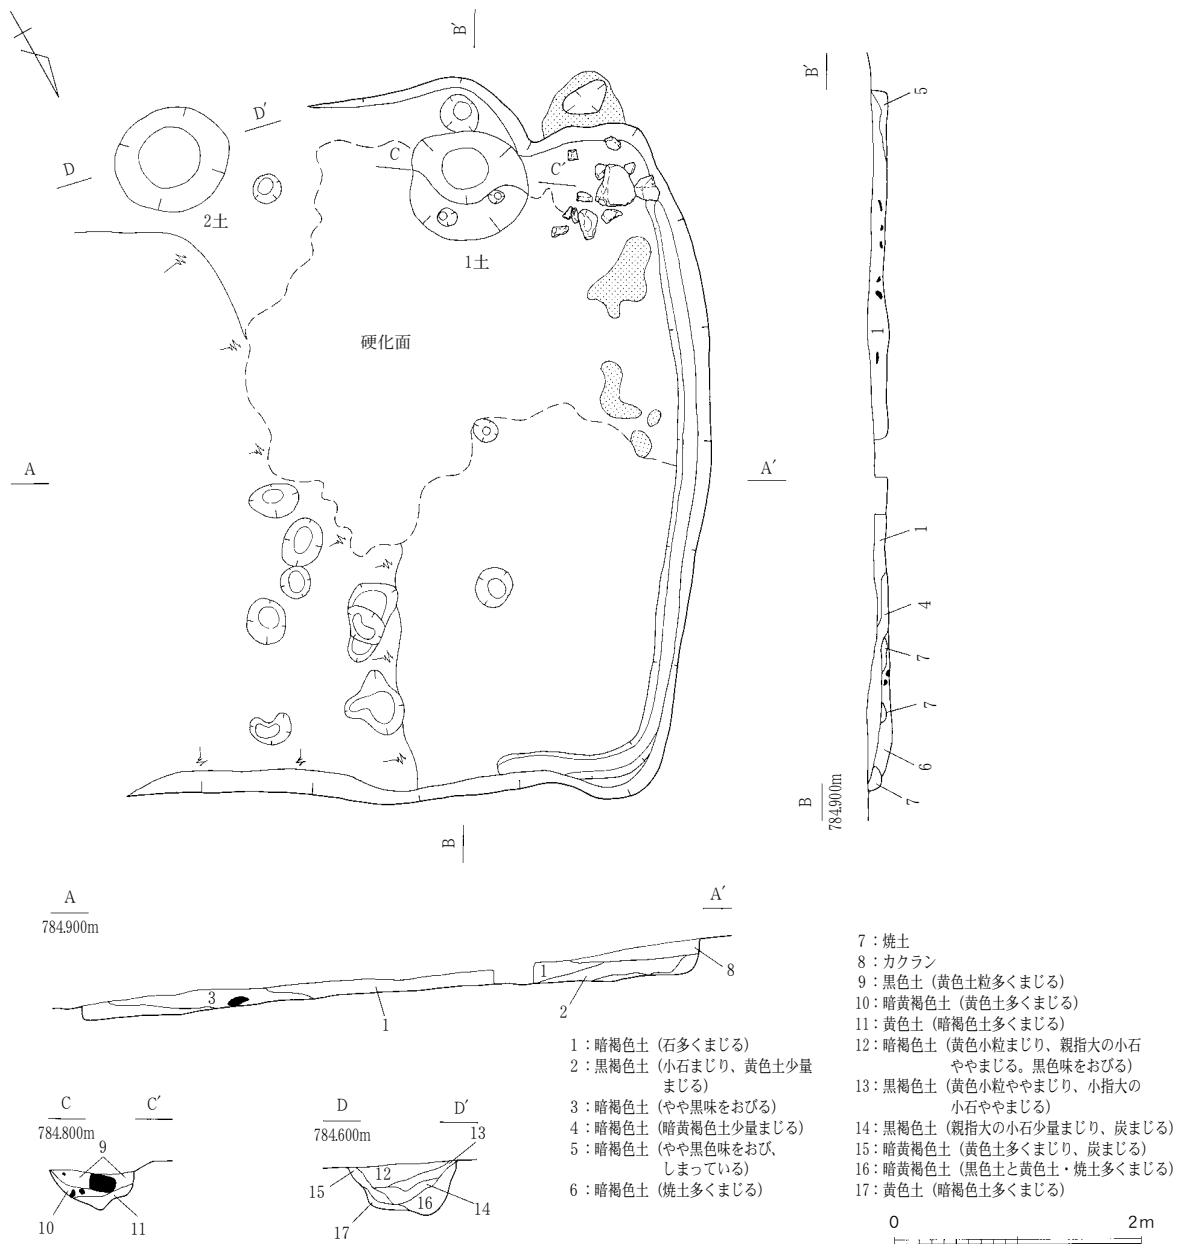 B′
D′
D
C
C′
2土
1土
硬化面
A
A′
B
B′
5
1
1
4
7
7
6
7
B
784.900m
A
784.900m
A′
3
1
1
2
8
C
C′
784.800m
9
10
11
D
D′
784.600m
13
12
15
16
14
17
1：暗褐色土（石多くまじる）
2：黒褐色土（小石まじり、黄色土少量
まじる）
3：暗褐色土（やや黒味をおびる）
4：暗褐色土（暗黄褐色土少量まじる）
5：暗褐色土（やや黒色味をおび、
しまっている）
6：暗褐色土（焼土多くまじる）
7：焼土
8：カクラン
9：黒色土（黄色土粒多くまじる）
10：暗黄褐色土（黄色土多くまじる）
11：黄色土（暗褐色土多くまじる）
12：暗褐色土（黄色小粒まじり、親指大の小石
ややまじる。黒色味をおびる）
13：黒褐色土（黄色小粒ややまじり、小指大の
小石ややまじる）
14：黒褐色土（親指大の小石少量まじり、炭まじる）
15：暗黄褐色土（黄色土多くまじり、炭まじる）
16：暗黄褐色土（黒色土と黄色土・焼土多くまじる）
17：黄色土（暗褐色土多くまじる）
0
2m